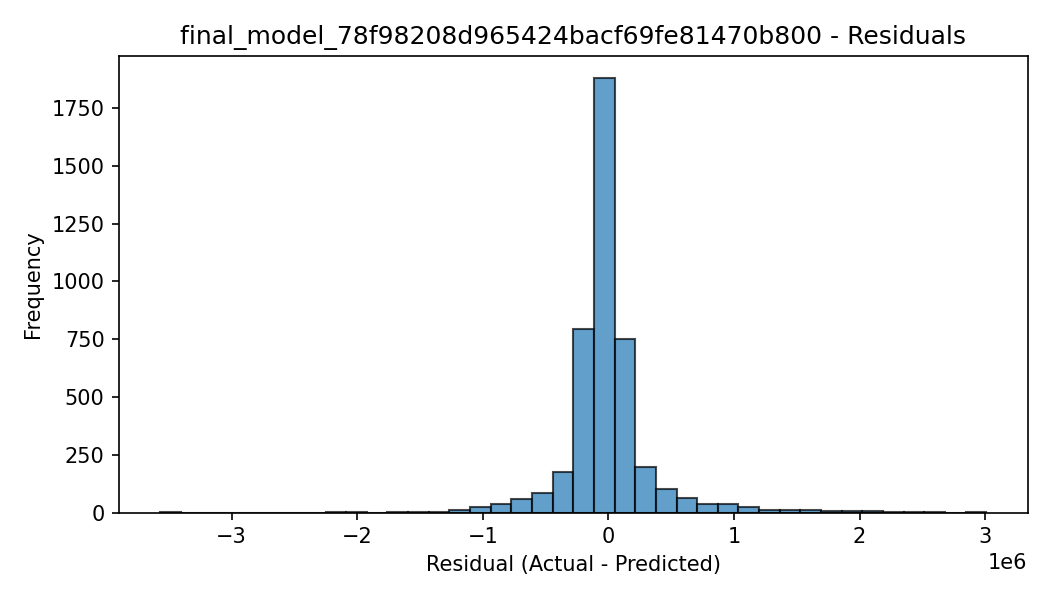 final_model_78f98208d965424bacf69fe81470b800 - Residuals
Frequency
1750
1500
1250
1000
750
500
250
0
−3 −2 −1 0 1 2 3
1e6
Residual (Actual - Predicted)